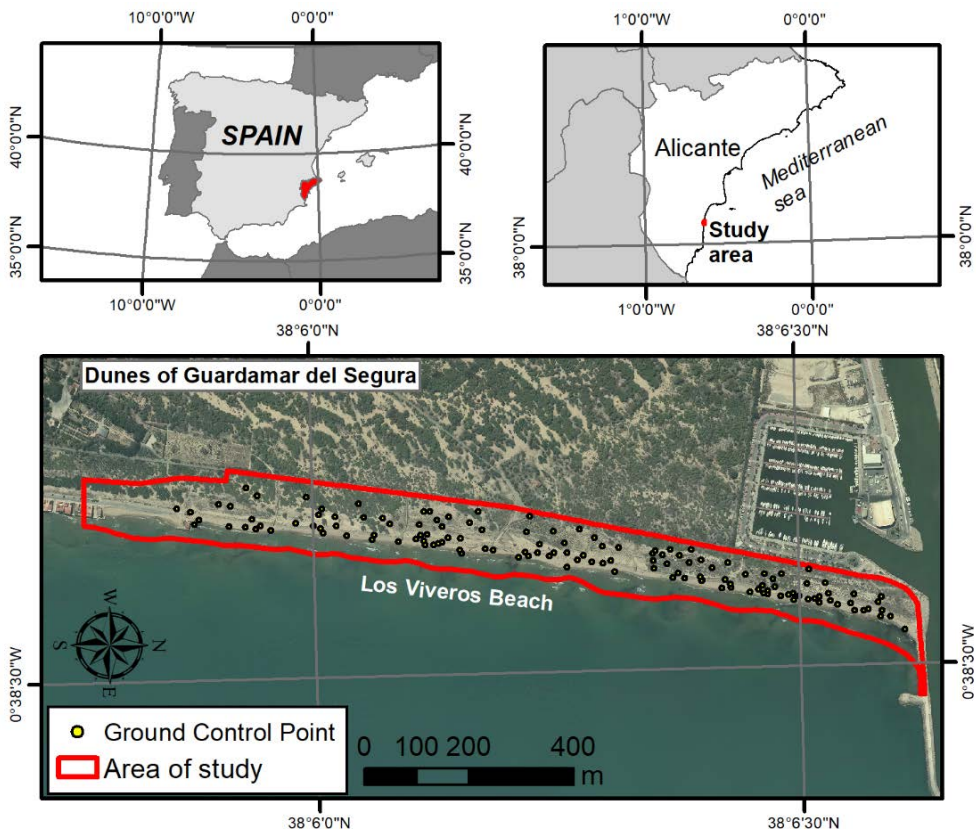 10°0'0"W
0°0'0"
1°0'0"W
0°0'0"
40°0'0"N
SPAIN
40°0'0"N
35°0'0"N
35°0'0"N
10°0'0"W
0°0'0"
Alicante
Mediterranean
sea
Study
area
38°0'0"N
38°0'0"N
1°0'0"W
0°0'0"
38°6'0"N
38°6'30"N
Dunes of Guardamar del Segura
Los Viveros Beach
W
S
N
E
0°38'30"W
0°38'30"W
Ground Control Point
Area of study
0
100
200
400
m
38°6'0"N
38°6'30"N